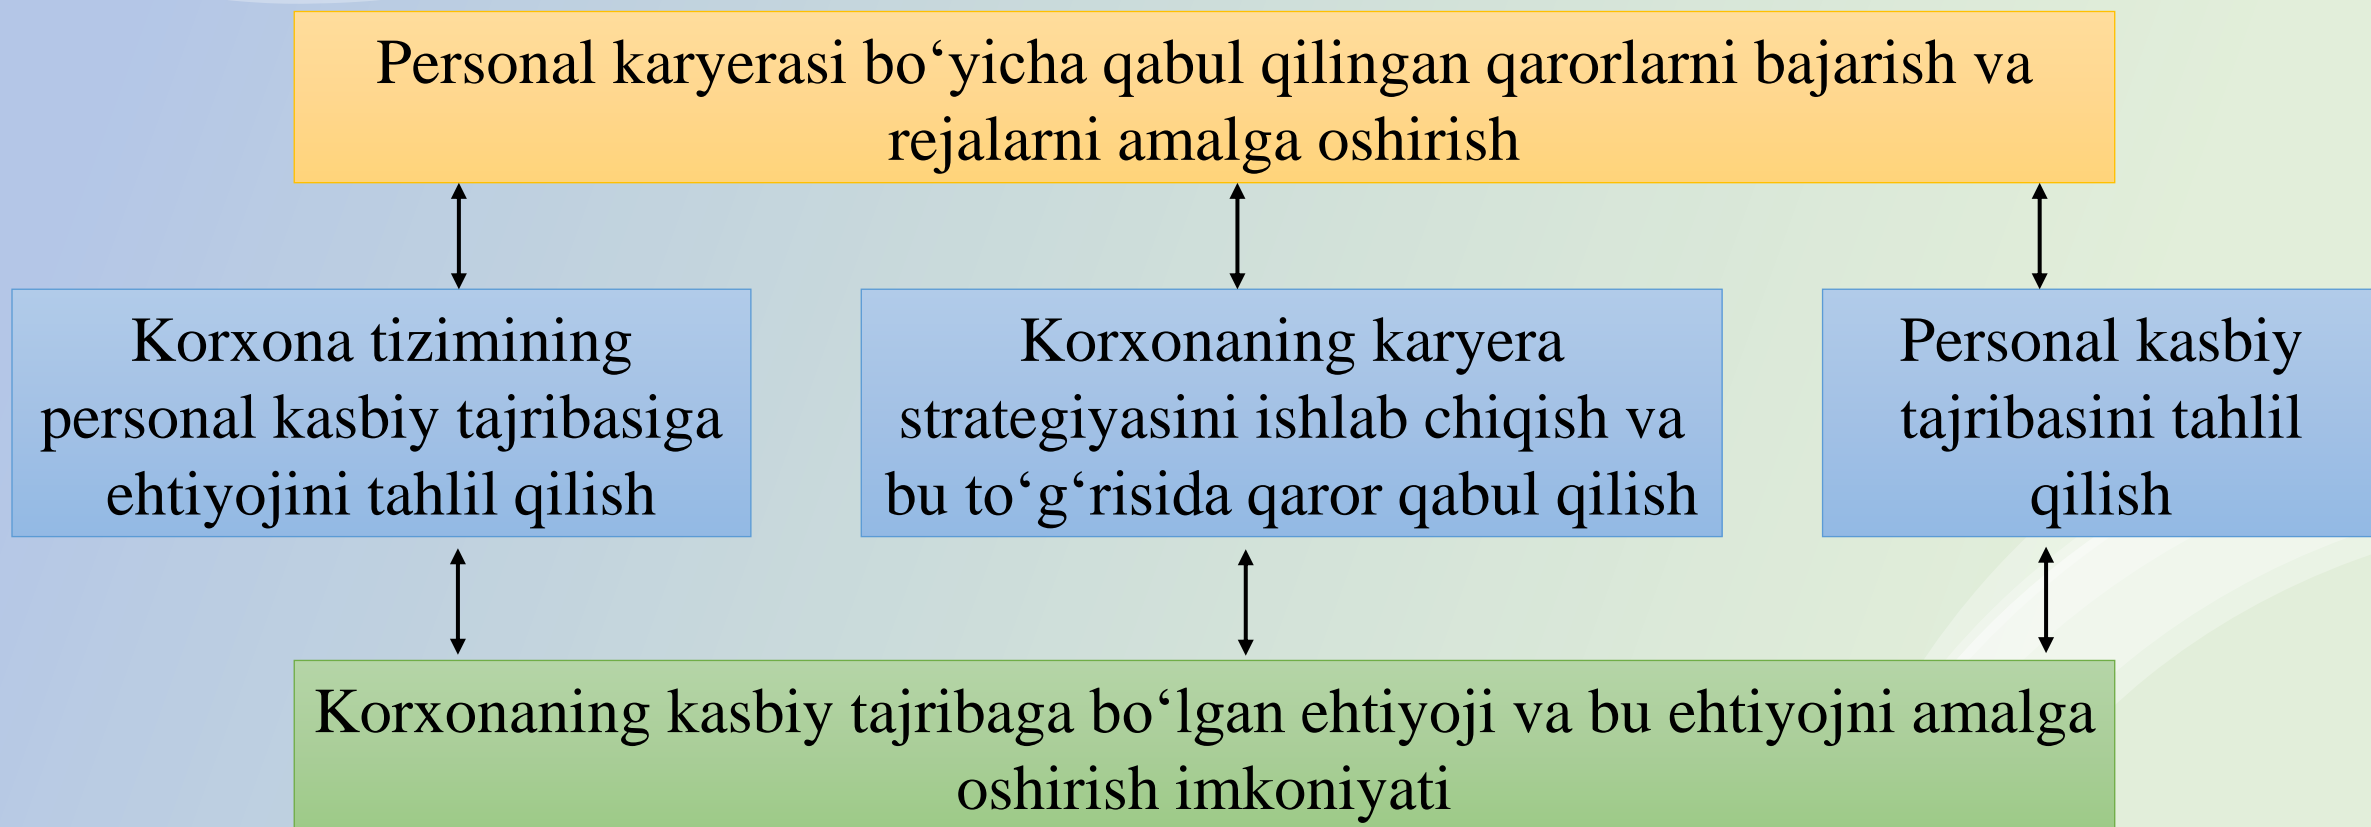 Personal karyerasi bo‘yicha qabul qilingan qarorlarni bajarish va
rejalarni amalga oshirish
Korxona tizimining
personal kasbiy tajribasiga
ehtiyojini tahlil qilish
Korxonaning karyera
strategiyasini ishlab chiqish va
bu to‘g‘risida qaror qabul qilish
Personal kasbiy
tajribasini tahlil
qilish
Korxonaning kasbiy tajribaga bo‘lgan ehtiyoji va bu ehtiyojni amalga
oshirish imkoniyati